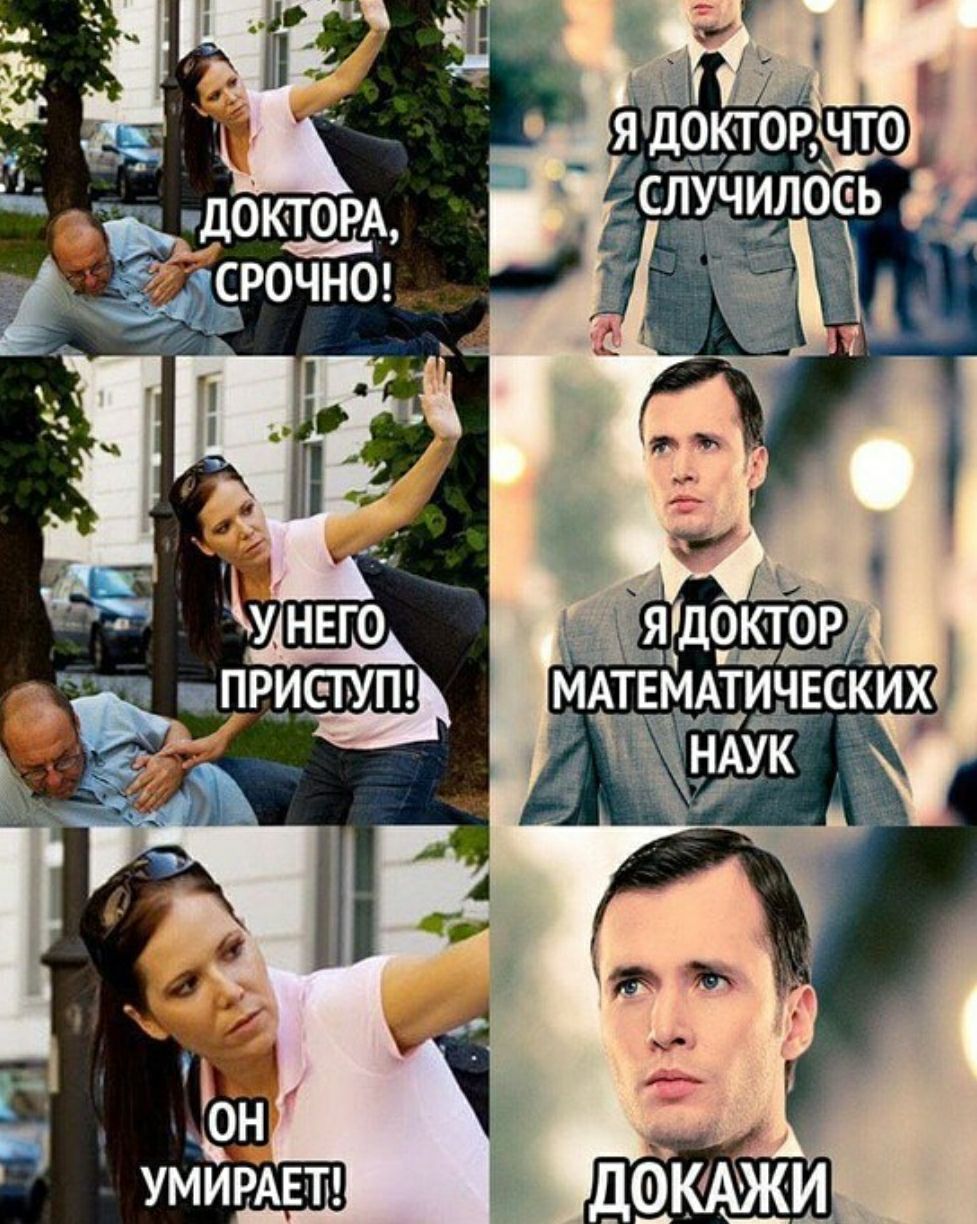 ДОКТОРА,
СРОЧНО!
Я ДОКТОР, ЧТО
СЛУЧИЛОСЬ
У НЕГО
ПРИСТУП!
Я ДОКТОР
МАТЕМАТИЧЕСКИХ
НАУК
ОН
УМИРАЕТ!
ДОКАЖИ